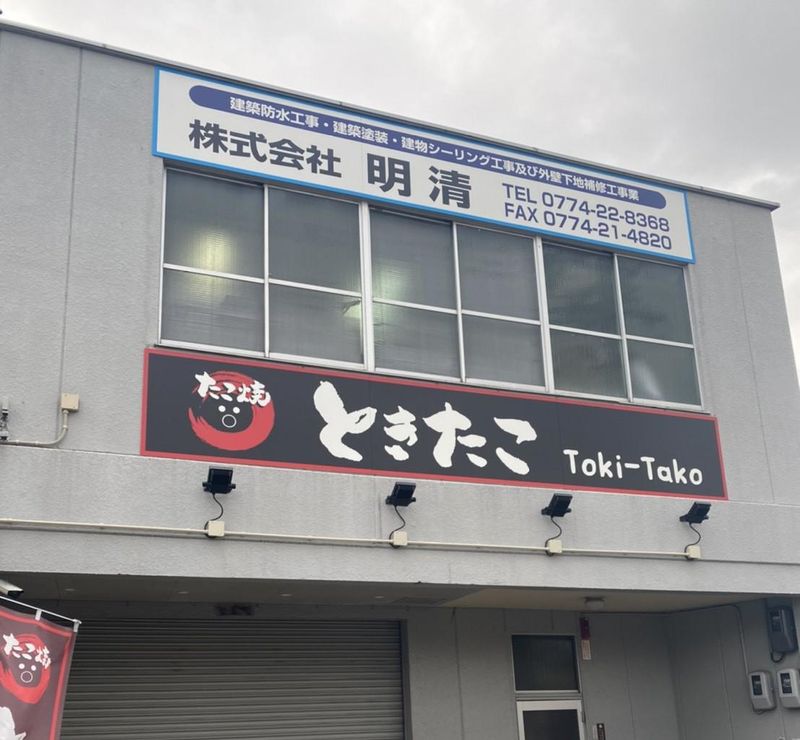 建築防水工事・建築塗装・建物シーリング工事及び外壁下地補修工事業
株式会社 明清
TEL 0774-22-8368
FAX 0774-21-4820
たこ焼
ときたこ Toki-Tako
たこ焼